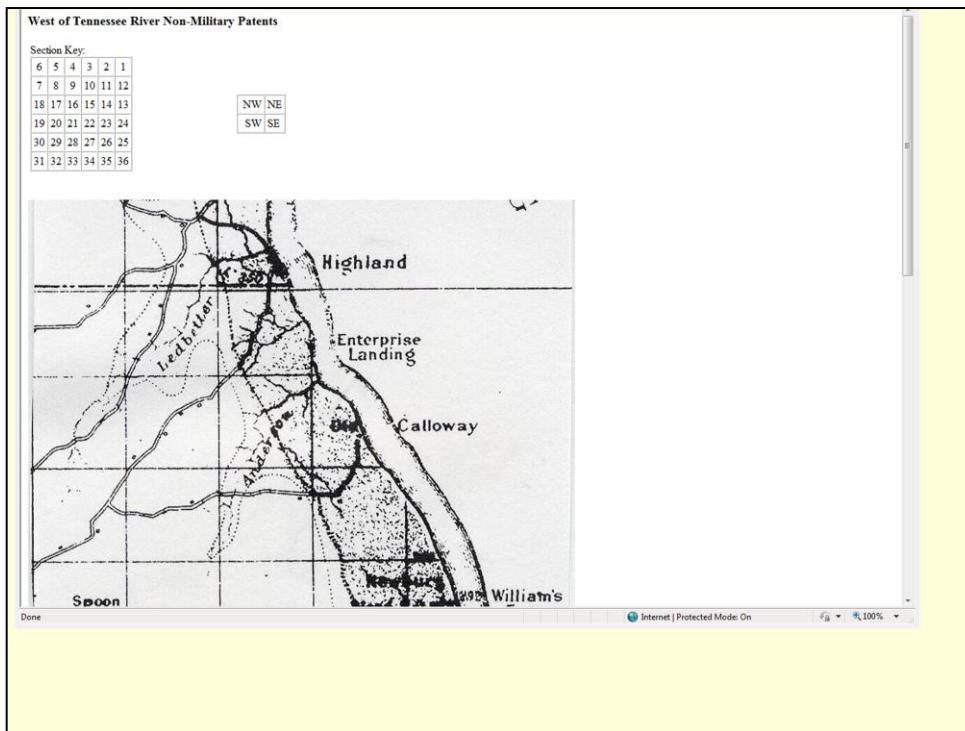 West of Tennessee River Non-Military Patents
Section Key:
6 5 4 3 2 1
7 8 9 10 11 12
18 17 16 15 14 13
19 20 21 22 23 24
30 29 28 27 26 25
31 32 33 34 35 36
NW NE
SW SE
Highland
350
Ledbetter
Enterprise
Landing
Calloway
Anderson
Newburg
Spoon
William's
Done
Internet | Protected Mode: On
100%